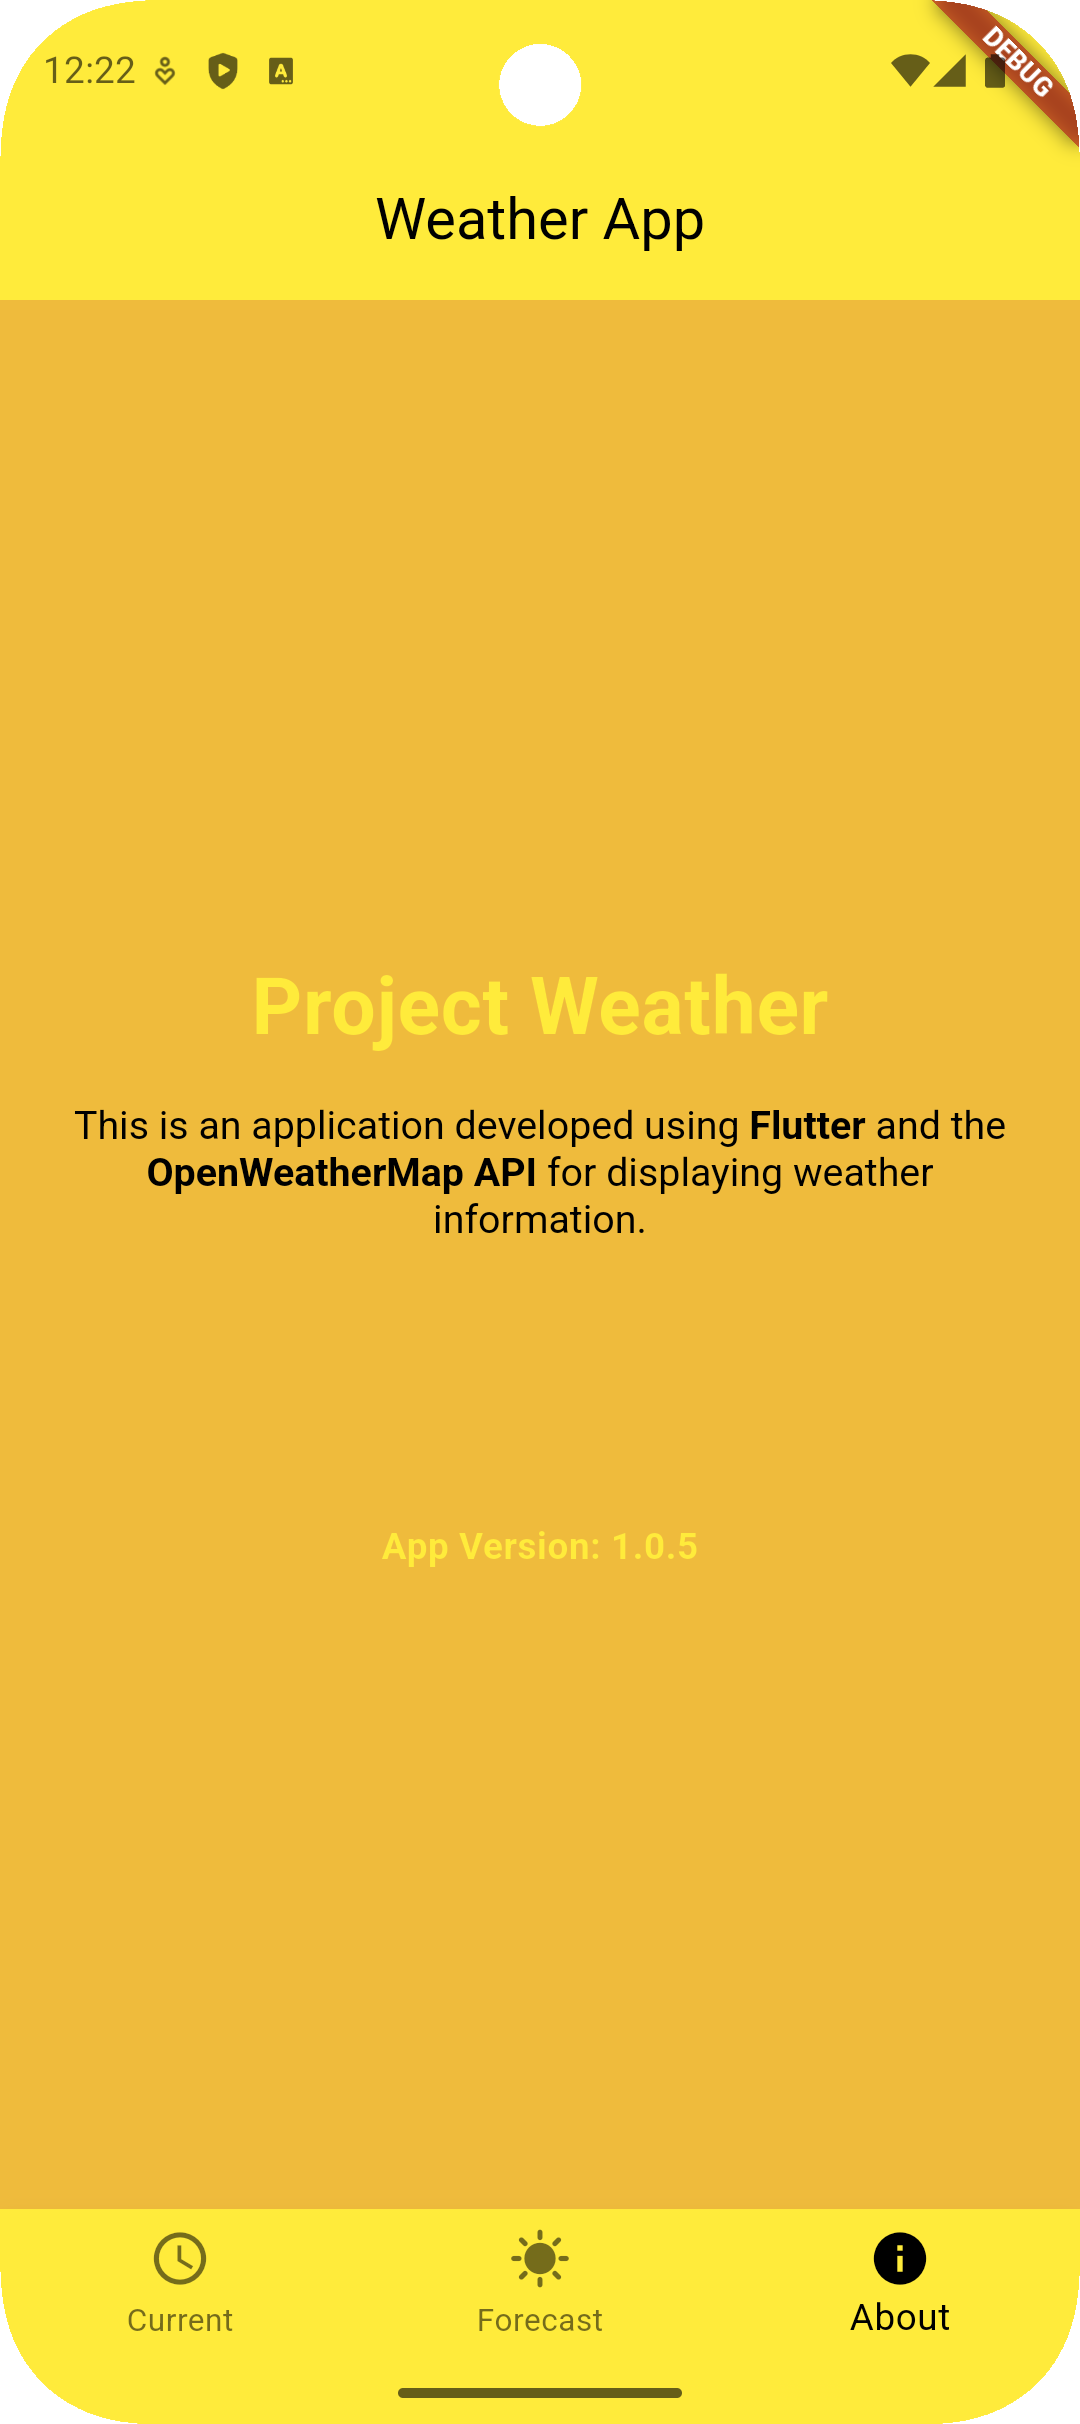 12:22
DEBUG
Weather App
Project Weather
This is an application developed using Flutter and the
OpenWeatherMap API for displaying weather
information.
App Version: 1.0.5
Current
Forecast
About